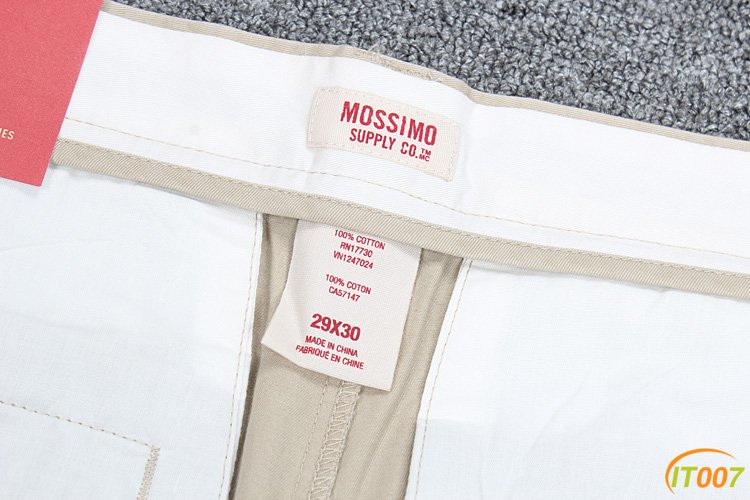 MOSSIMO
SUPPLY CO.™
MC
100% COTTON
RN17730
VN1247024
100% COTON
CA57147
29X30
MADE IN CHINA
FABRIQUÉ EN CHINE
IT007